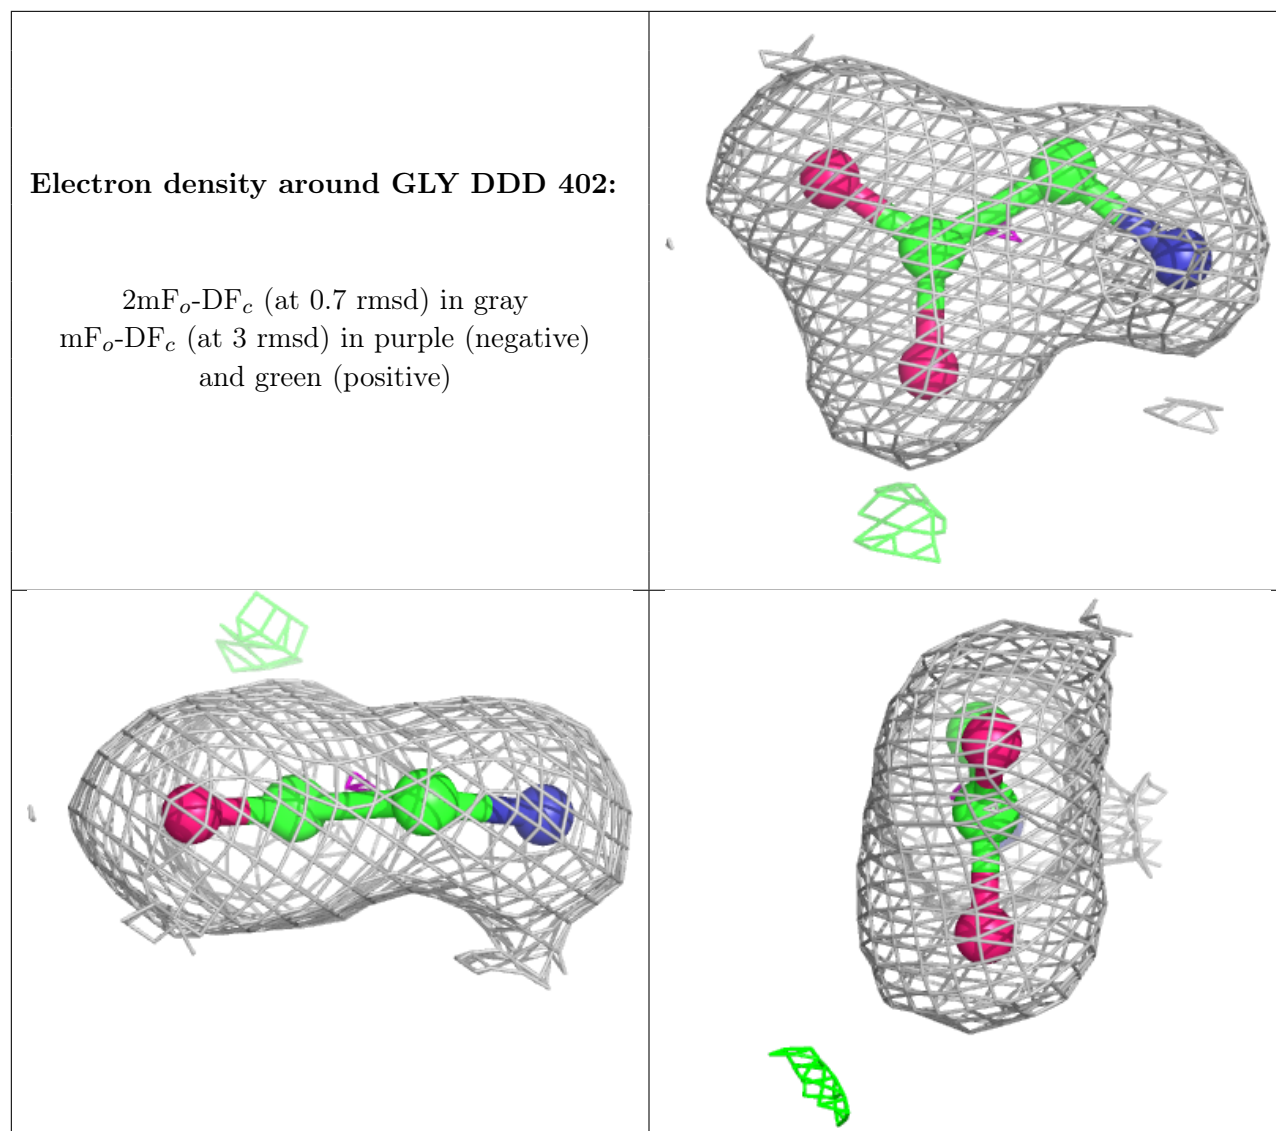 Electron density around GLY DDD 402:
2mFo-DFc (at 0.7 rmsd) in gray
mFo-DFc (at 3 rmsd) in purple (negative)
and green (positive)